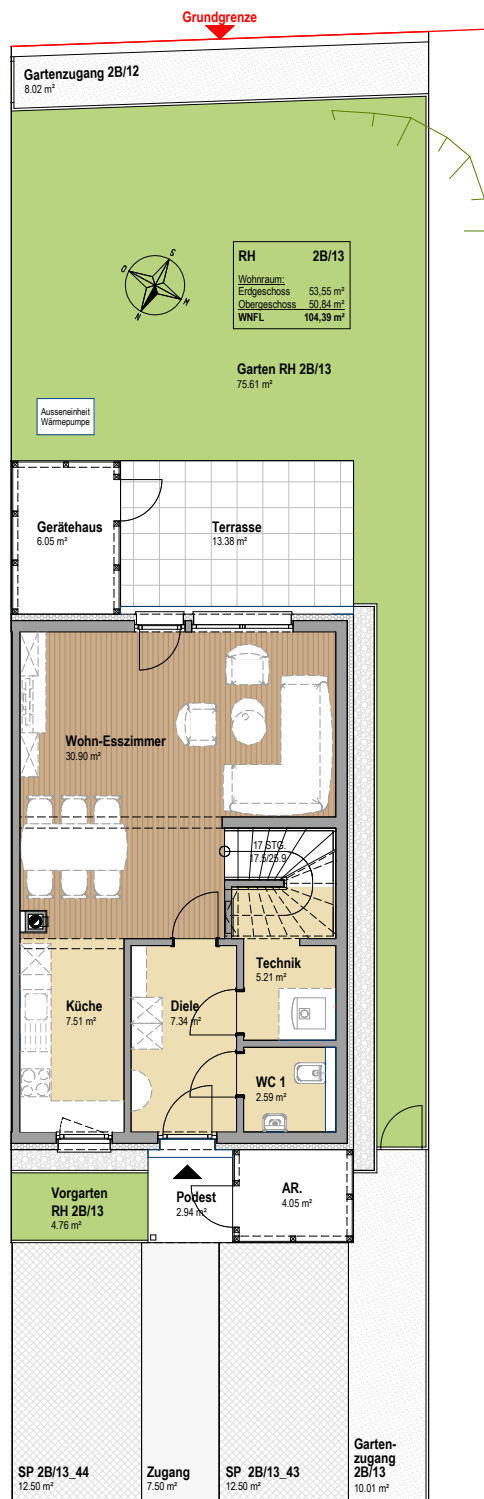 Grundgrenze
Gartenzugang 2B/12
8.02 m²
S
O
W
N
RH 2B/13
Wohnraum:
Erdgeschoss 53,55 m²
Obergeschoss 50,84 m²
WNFL 104,39 m²
Garten RH 2B/13
75.61 m²
Ausseneinheit
Wärmepumpe
Gerätehaus
6.05 m²
Terrasse
13.38 m²
Wohn-Esszimmer
30.90 m²
17 STG.
17.5/25.9
Technik
5.21 m²
Küche
7.51 m²
Diele
7.34 m²
WC 1
2.59 m²
Vorgarten
RH 2B/13
4.76 m²
Podest
2.94 m²
AR.
4.05 m²
SP 2B/13_44
12.50 m²
Zugang
7.50 m²
SP 2B/13_43
12.50 m²
Garten-
zugang
2B/13
10.01 m²